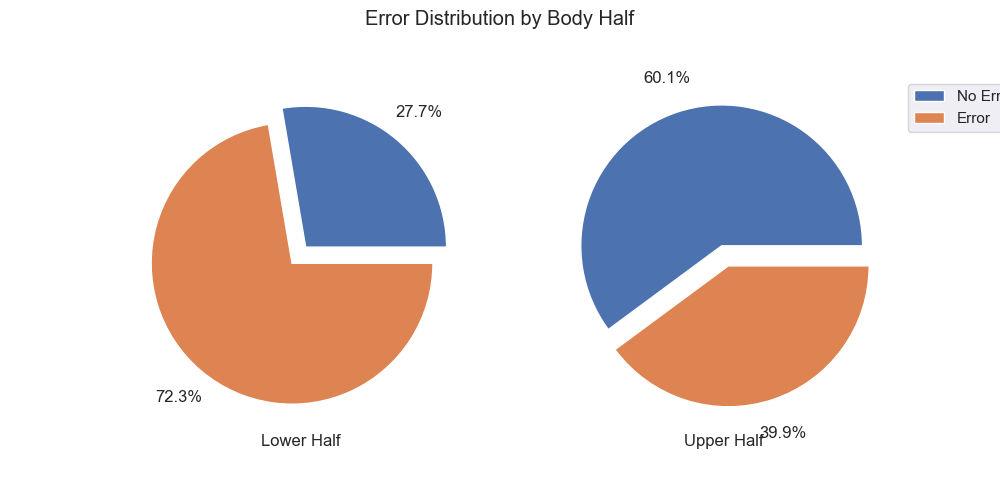 Error Distribution by Body Half
60.1%
27.7%
No Err
Error
72.3%
39.9%
Lower Half
Upper Half